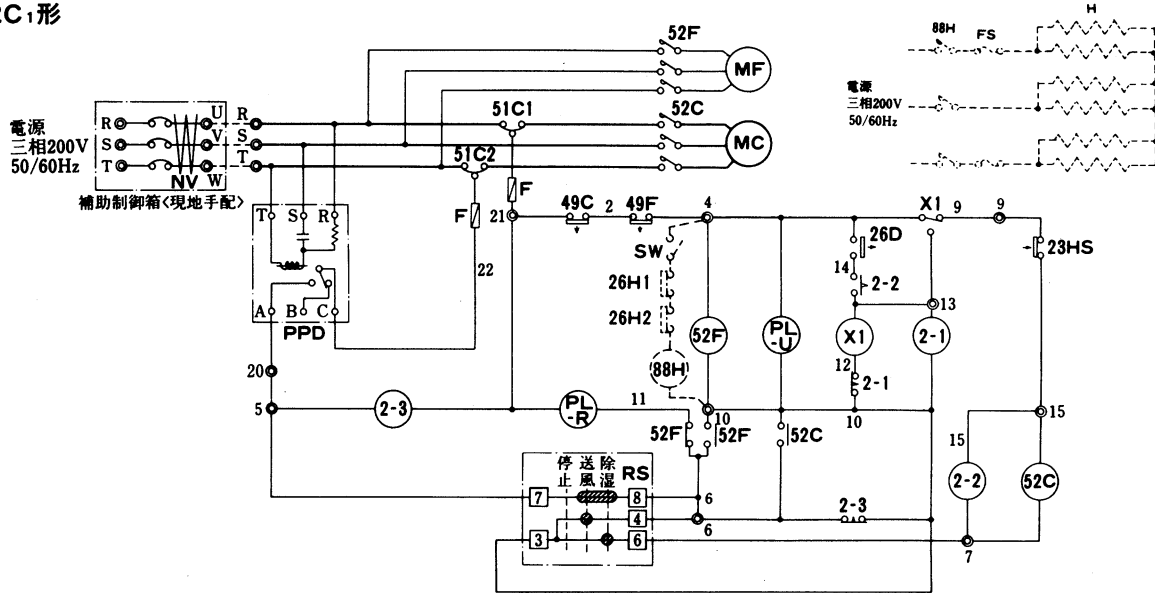 2C₁形
52F
MF
51C1
52C
MC
電源
三相200V
50/60Hz
R
S
T
U
V
W
NV
R
S
T
補助制御箱<現地手配>
51C2
F
F
21
22
T
S
R
A
B
C
PPD
20
5
49C
2
49F
4
SW
26H1
26H2
88H
52F
PL
-U
26D
14
2-2
X1
12
2-1
10
X1
9
9
23HS
13
2-1
15
15
2-2
52C
7
2-3
PL
-R
11
10
52F
52F
52C
6
6
2-3
停止
送風
除湿
RS
7
8
4
3
6
88H
FS
H
電源
三相200V
50/60Hz